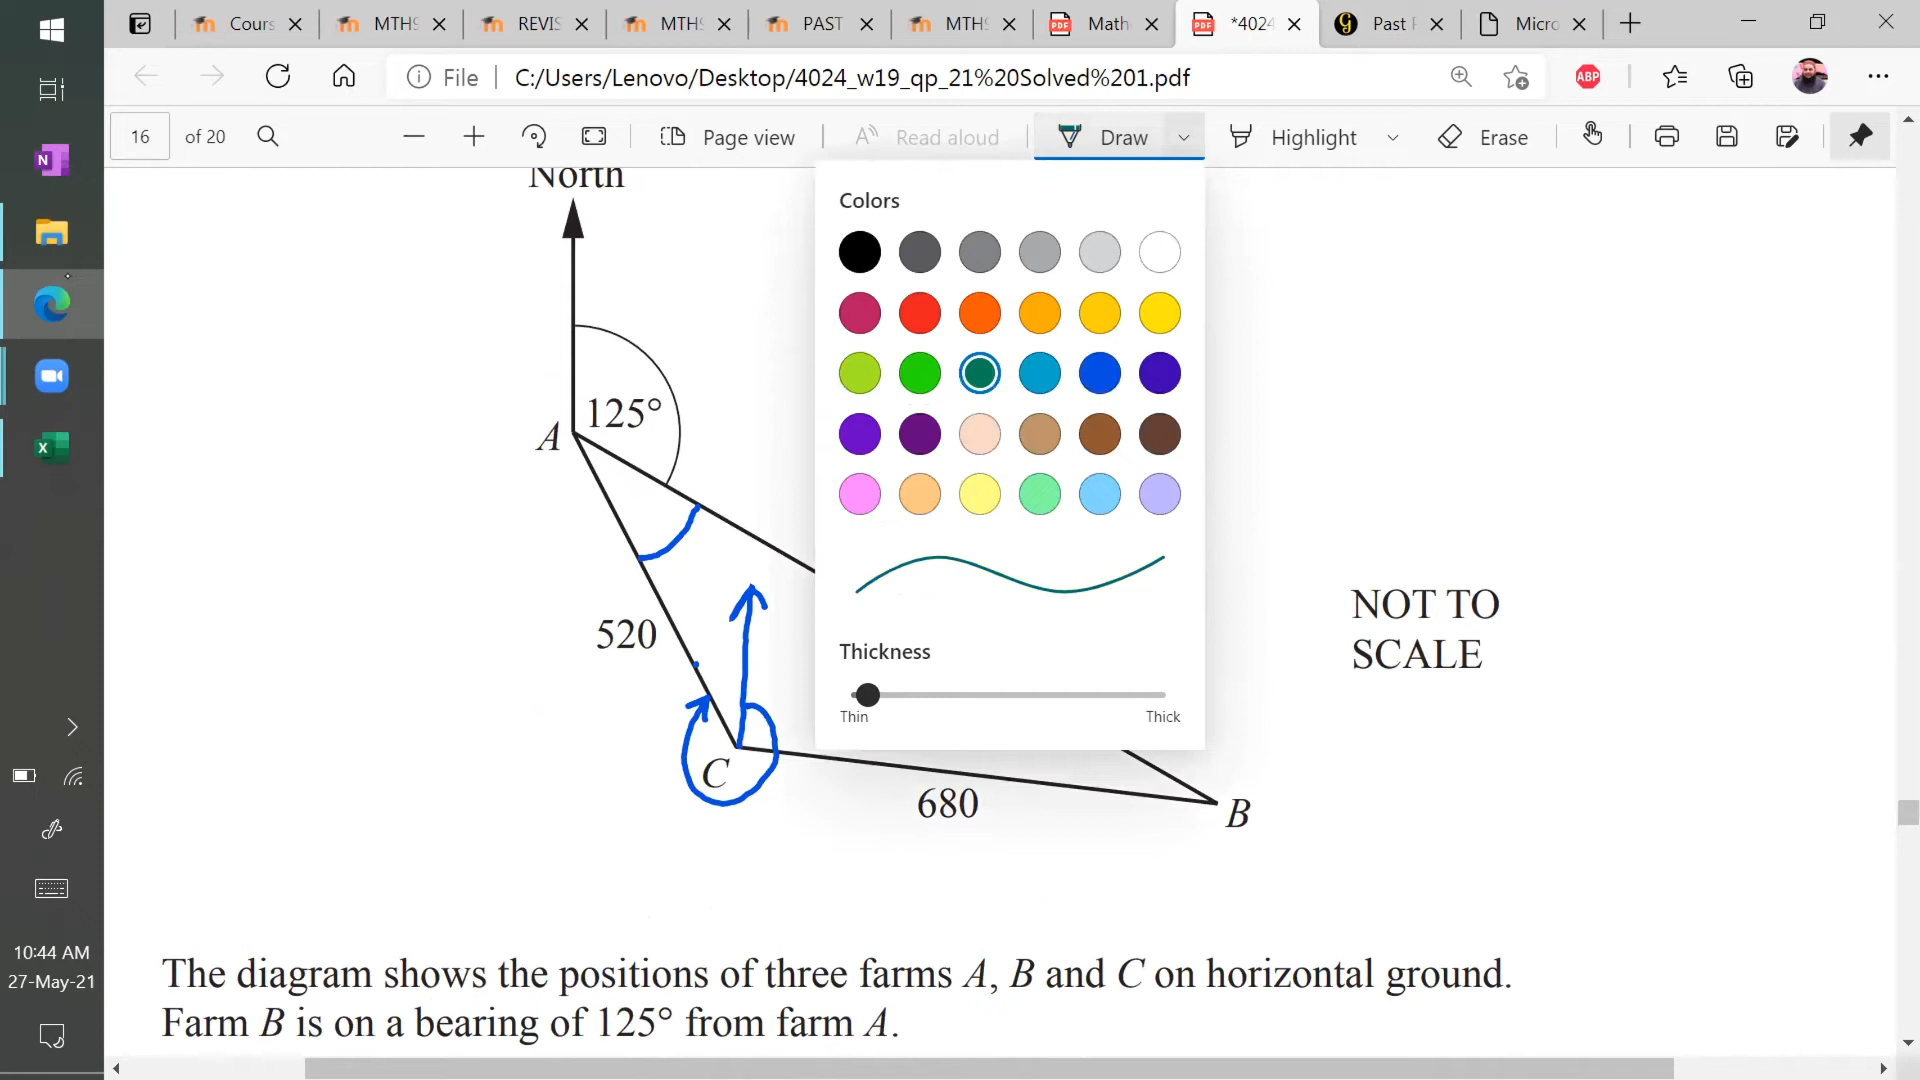 Cours
MTHS
REVIS
MTHS
PAST
MTH
Math
*4024
Past
Micro
File
C:/Users/Lenovo/Desktop/4024_w19_qp_21%20Solved%201.pdf
ABP
16 of 20
Page view
Read aloud
Draw
Highlight
Erase
North
Colors
125°
A
520
NOT TO
SCALE
Thickness
Thin
Thick
C
680
B
The diagram shows the positions of three farms A, B and C on horizontal ground.
Farm B is on a bearing of 125° from farm A.
10:44 AM
27-May-21